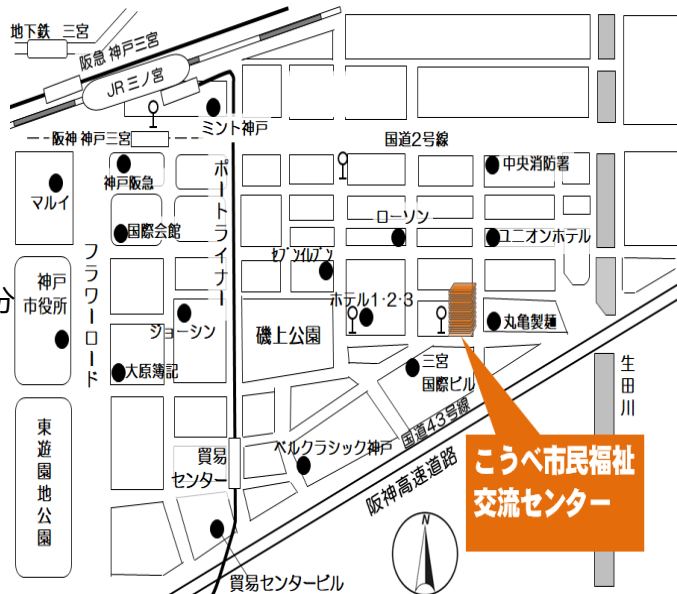 地下鉄 三宮
阪急 神戸三宮
JR 三ノ宮
ミント神戸
阪神 神戸三宮
国道2号線
神戸阪急
マルイ
国際会館
ポートライナー
中央消防署
ローソン
ユニオンホテル
セブンイレブン
フラワーロード
神戸
市役所
分
ジョーシン
磯上公園
ホテル1・2・3
丸亀製麺
大原簿記
三宮
国際ビル
生田川
国道43号線
東遊園地公園
貿易
センター
ベルクラシック神戸
阪神高速道路
こうべ市民福祉
交流センター
N
貿易センタービル